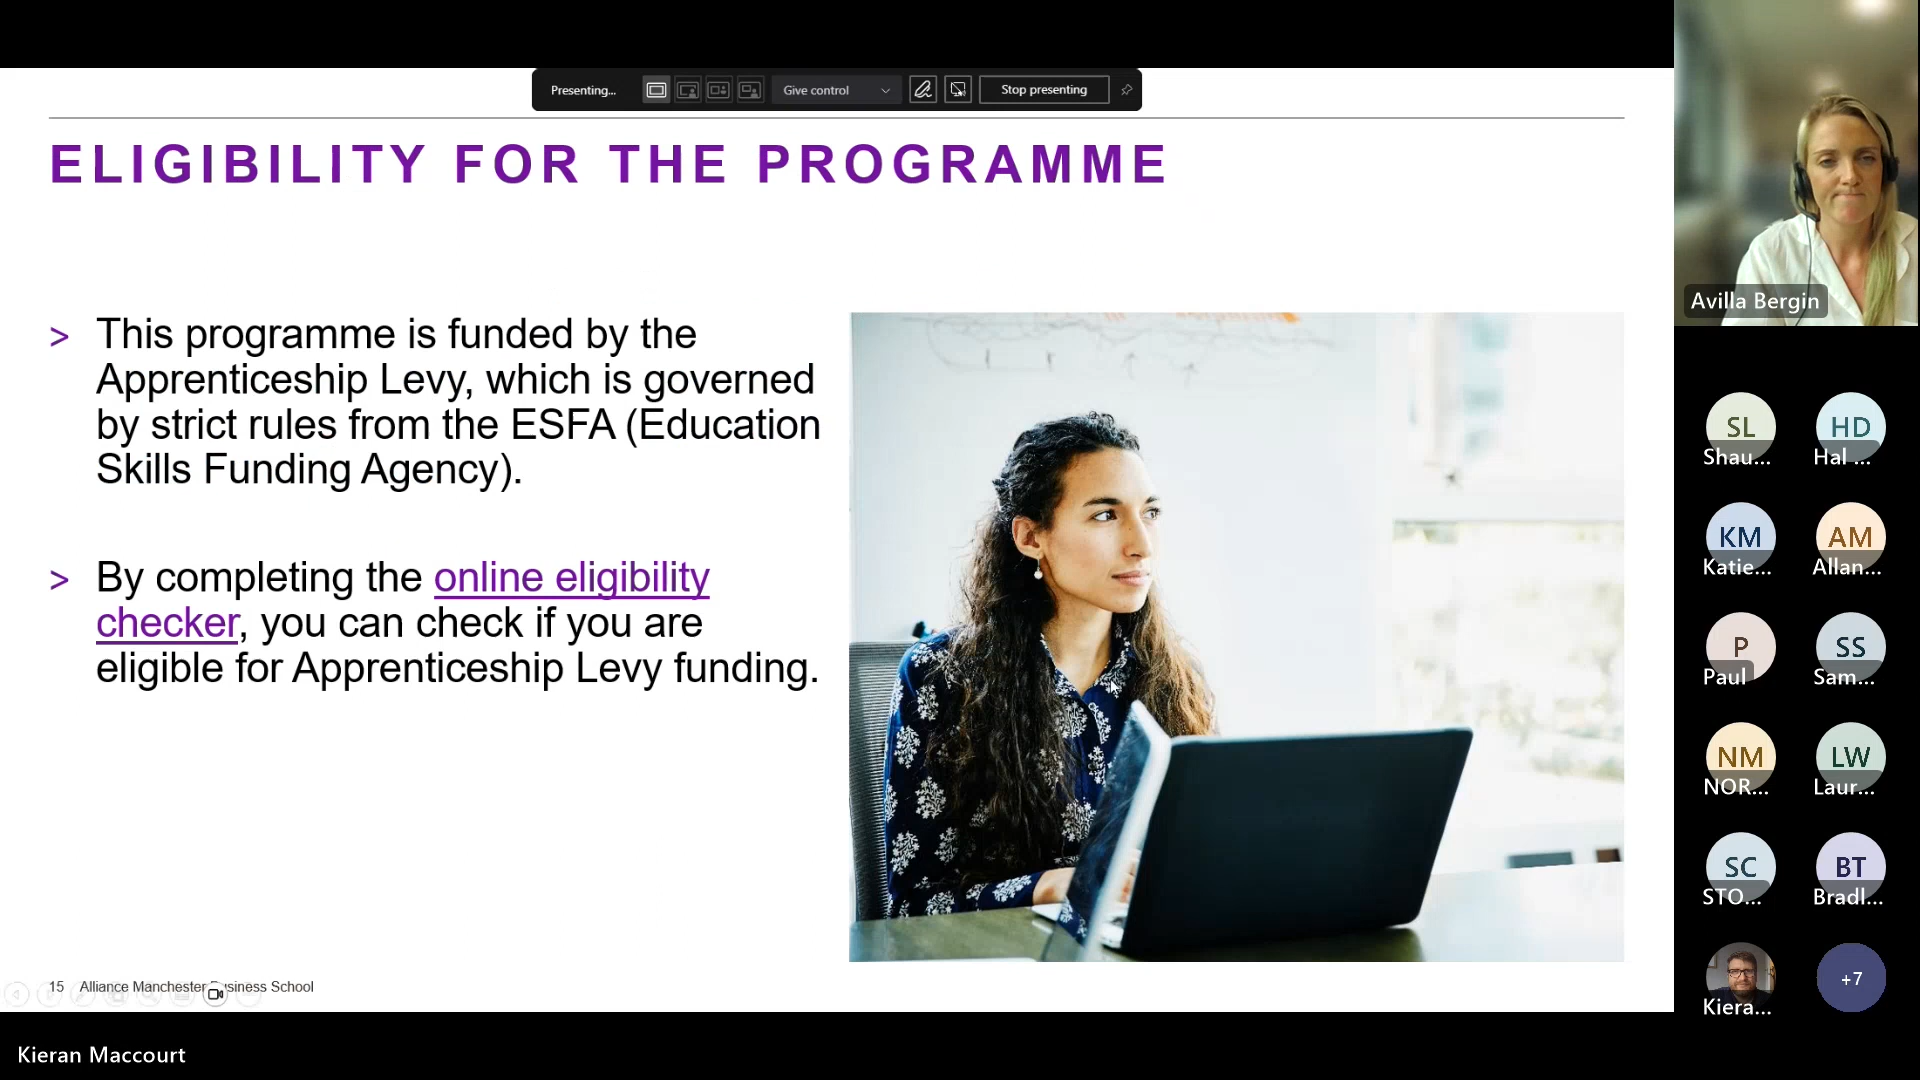 Presenting...
Give control
Stop presenting
ELIGIBILITY FOR THE PROGRAMME
> This programme is funded by the
Apprenticeship Levy, which is governed
by strict rules from the ESFA (Education
Skills Funding Agency).
> By completing the online eligibility
checker, you can check if you are
eligible for Apprenticeship Levy funding.
15 Alliance Manchester Business School
Kieran Maccourt
Avilla Bergin
SL
Shau...
HD
Hal ...
KM
Katie...
AM
Allan...
P
Paul
SS
Sam...
NM
NOR...
LW
Laur...
SC
STO...
BT
Bradl...
Kiera...
+7